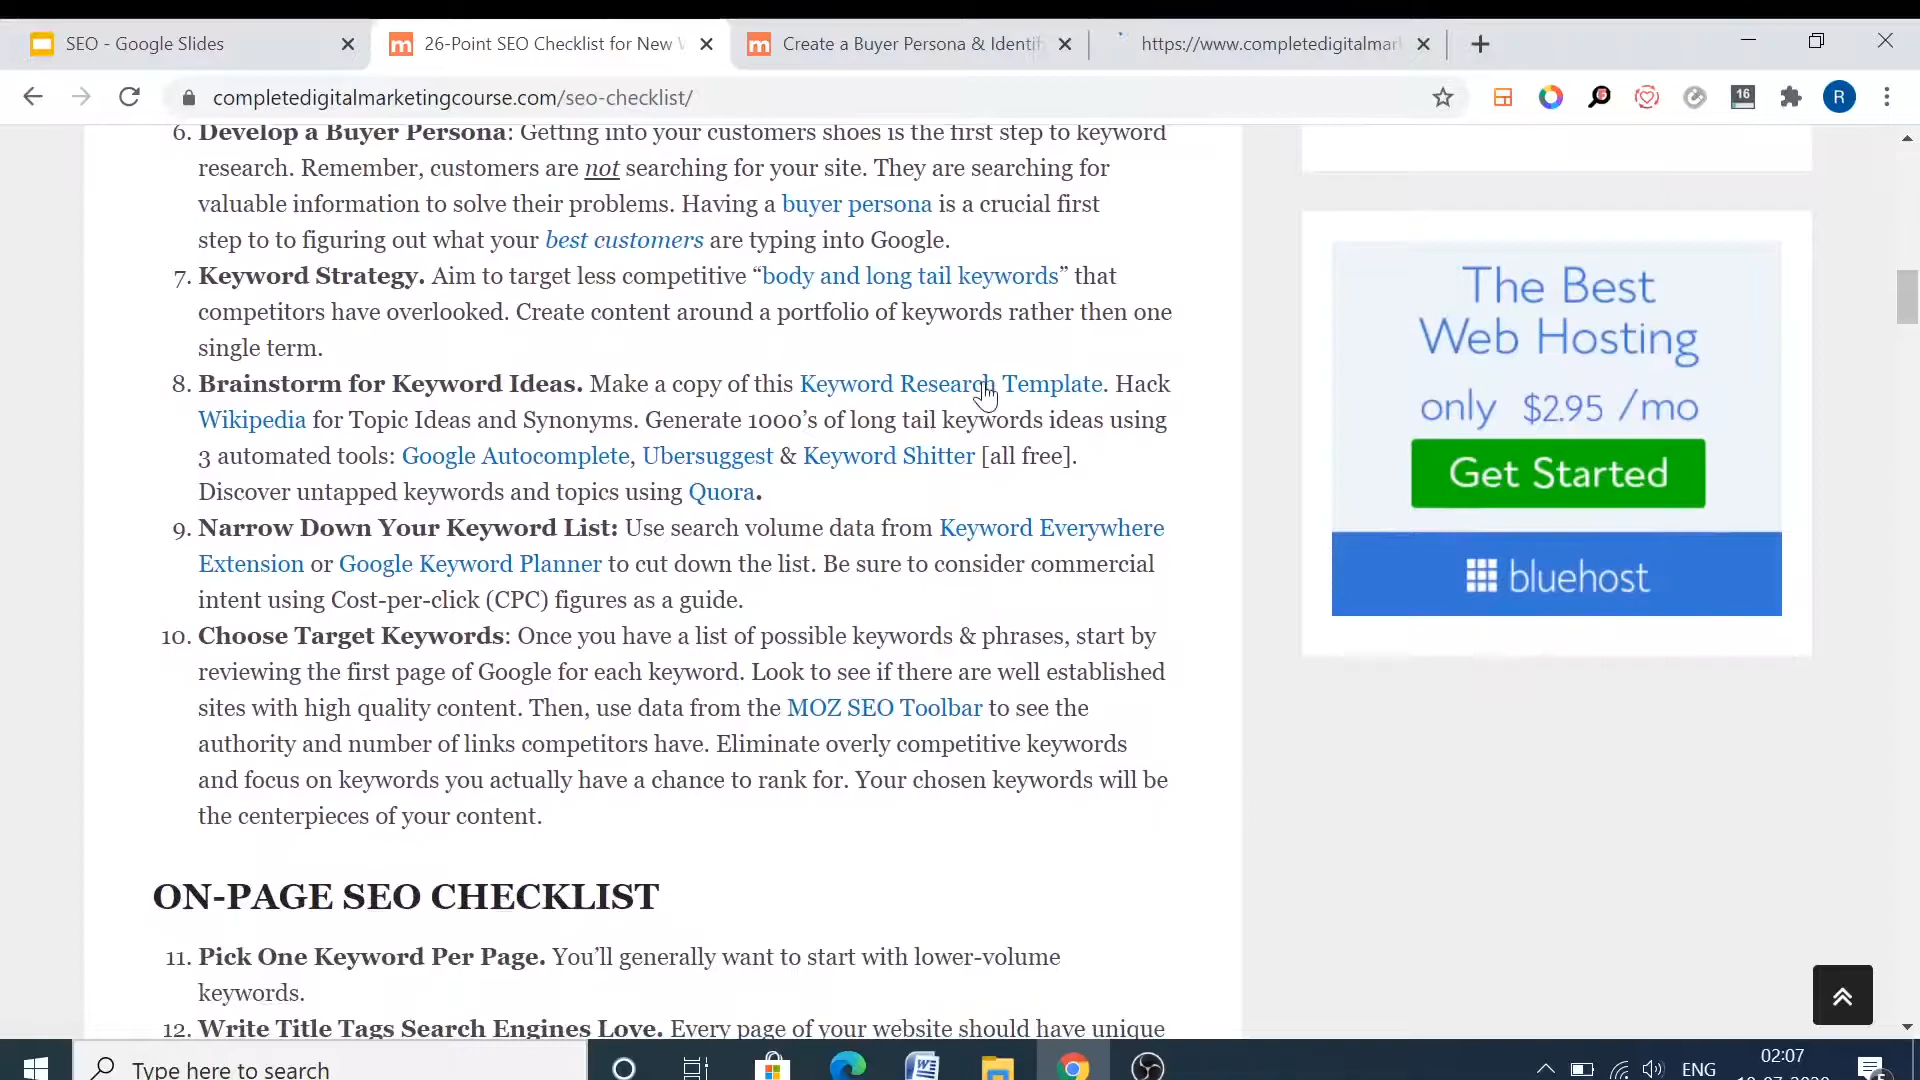 SEO - Google Slides
26-Point SEO Checklist for New
Create a Buyer Persona & Identif
https://www.completedigitalmar
completedigitalmarketingcourse.com/seo-checklist/
16
R
6. Develop a Buyer Persona: Getting into your customers shoes is the first step to keyword
research. Remember, customers are not searching for your site. They are searching for
valuable information to solve their problems. Having a buyer persona is a crucial first
step to to figuring out what your best customers are typing into Google.
7. Keyword Strategy. Aim to target less competitive “body and long tail keywords” that
competitors have overlooked. Create content around a portfolio of keywords rather then one
single term.
8. Brainstorm for Keyword Ideas. Make a copy of this Keyword Research Template. Hack
Wikipedia for Topic Ideas and Synonyms. Generate 1000’s of long tail keywords ideas using
3 automated tools: Google Autocomplete, Ubersuggest & Keyword Shitter [all free].
Discover untapped keywords and topics using Quora.
9. Narrow Down Your Keyword List: Use search volume data from Keyword Everywhere
Extension or Google Keyword Planner to cut down the list. Be sure to consider commercial
intent using Cost-per-click (CPC) figures as a guide.
10. Choose Target Keywords: Once you have a list of possible keywords & phrases, start by
reviewing the first page of Google for each keyword. Look to see if there are well established
sites with high quality content. Then, use data from the MOZ SEO Toolbar to see the
authority and number of links competitors have. Eliminate overly competitive keywords
and focus on keywords you actually have a chance to rank for. Your chosen keywords will be
the centerpieces of your content.
ON-PAGE SEO CHECKLIST
11. Pick One Keyword Per Page. You’ll generally want to start with lower-volume
keywords.
12. Write Title Tags Search Engines Love. Every page of your website should have unique
The Best
Web Hosting
only $2.95 /mo
Get Started
bluehost
Type here to search
ENG
02:07